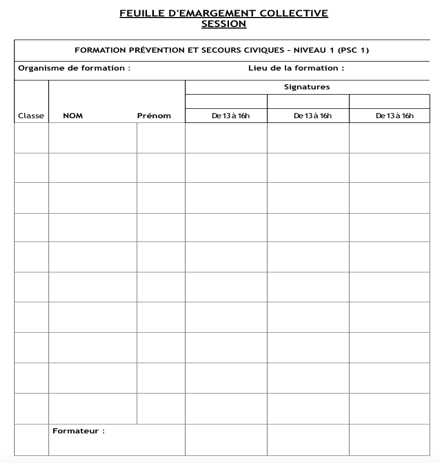 FEUILLE D'EMARGEMENT COLLECTIVE
SESSION
FORMATION PRÉVENTION ET SECOURS CIVIQUES - NIVEAU 1 (PSC 1)
Organisme de formation : Lieu de la formation :
Signatures
Classe NOM Prénom De 13 à 16h De 13 à 16h De 13 à 16h
Formateur :